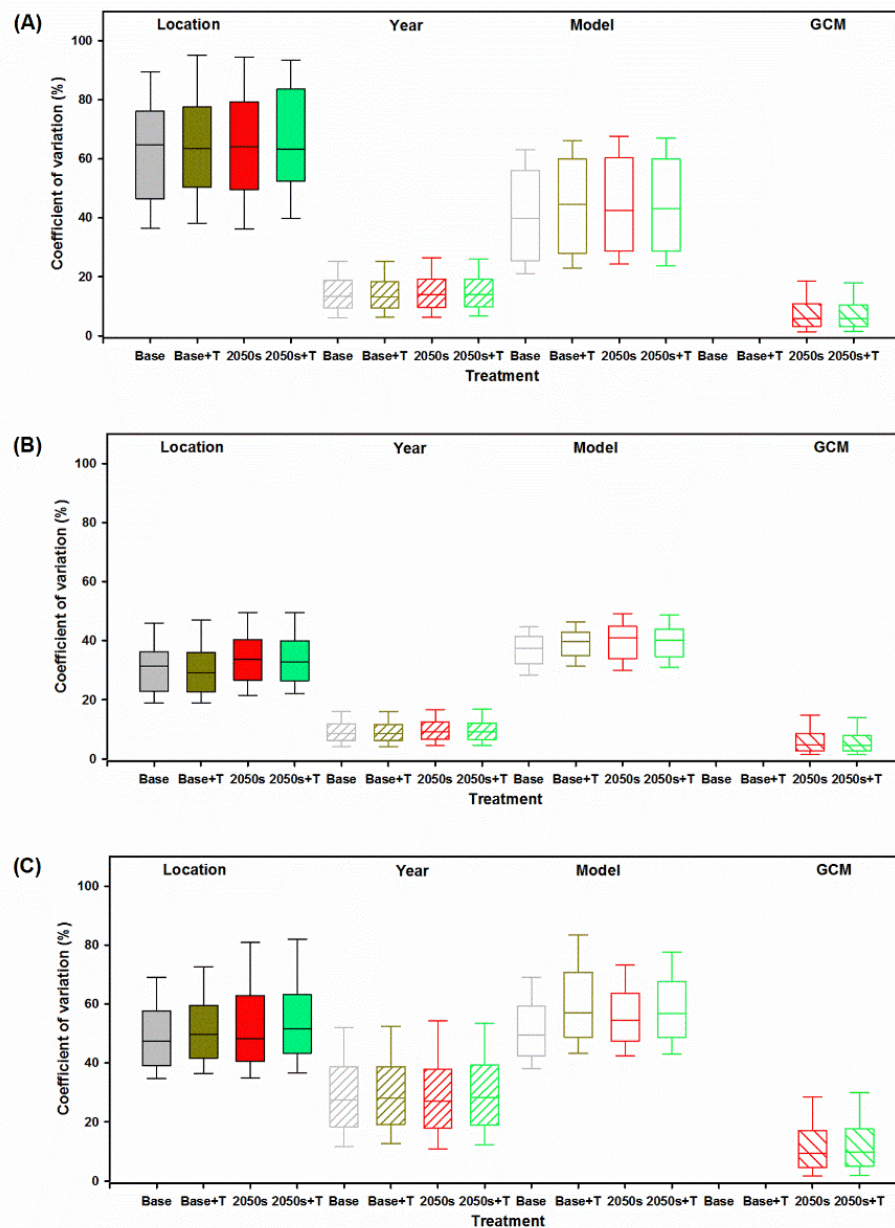 (A)
Location Year Model GCM
Coefficient of variation (%)
100
80
60
40
20
0
Base Base+T 2050s 2050s+T Base Base+T 2050s 2050s+T Base Base+T 2050s 2050s+T Base Base+T 2050s 2050s+T
Treatment
(B)
Location Year Model GCM
Coefficient of variation (%)
100
80
60
40
20
0
Base Base+T 2050s 2050s+T Base Base+T 2050s 2050s+T Base Base+T 2050s 2050s+T Base Base+T 2050s 2050s+T
Treatment
(C)
Location Year Model GCM
Coefficient of variation (%)
100
80
60
40
20
0
Base Base+T 2050s 2050s+T Base Base+T 2050s 2050s+T Base Base+T 2050s 2050s+T Base Base+T 2050s 2050s+T
Treatment